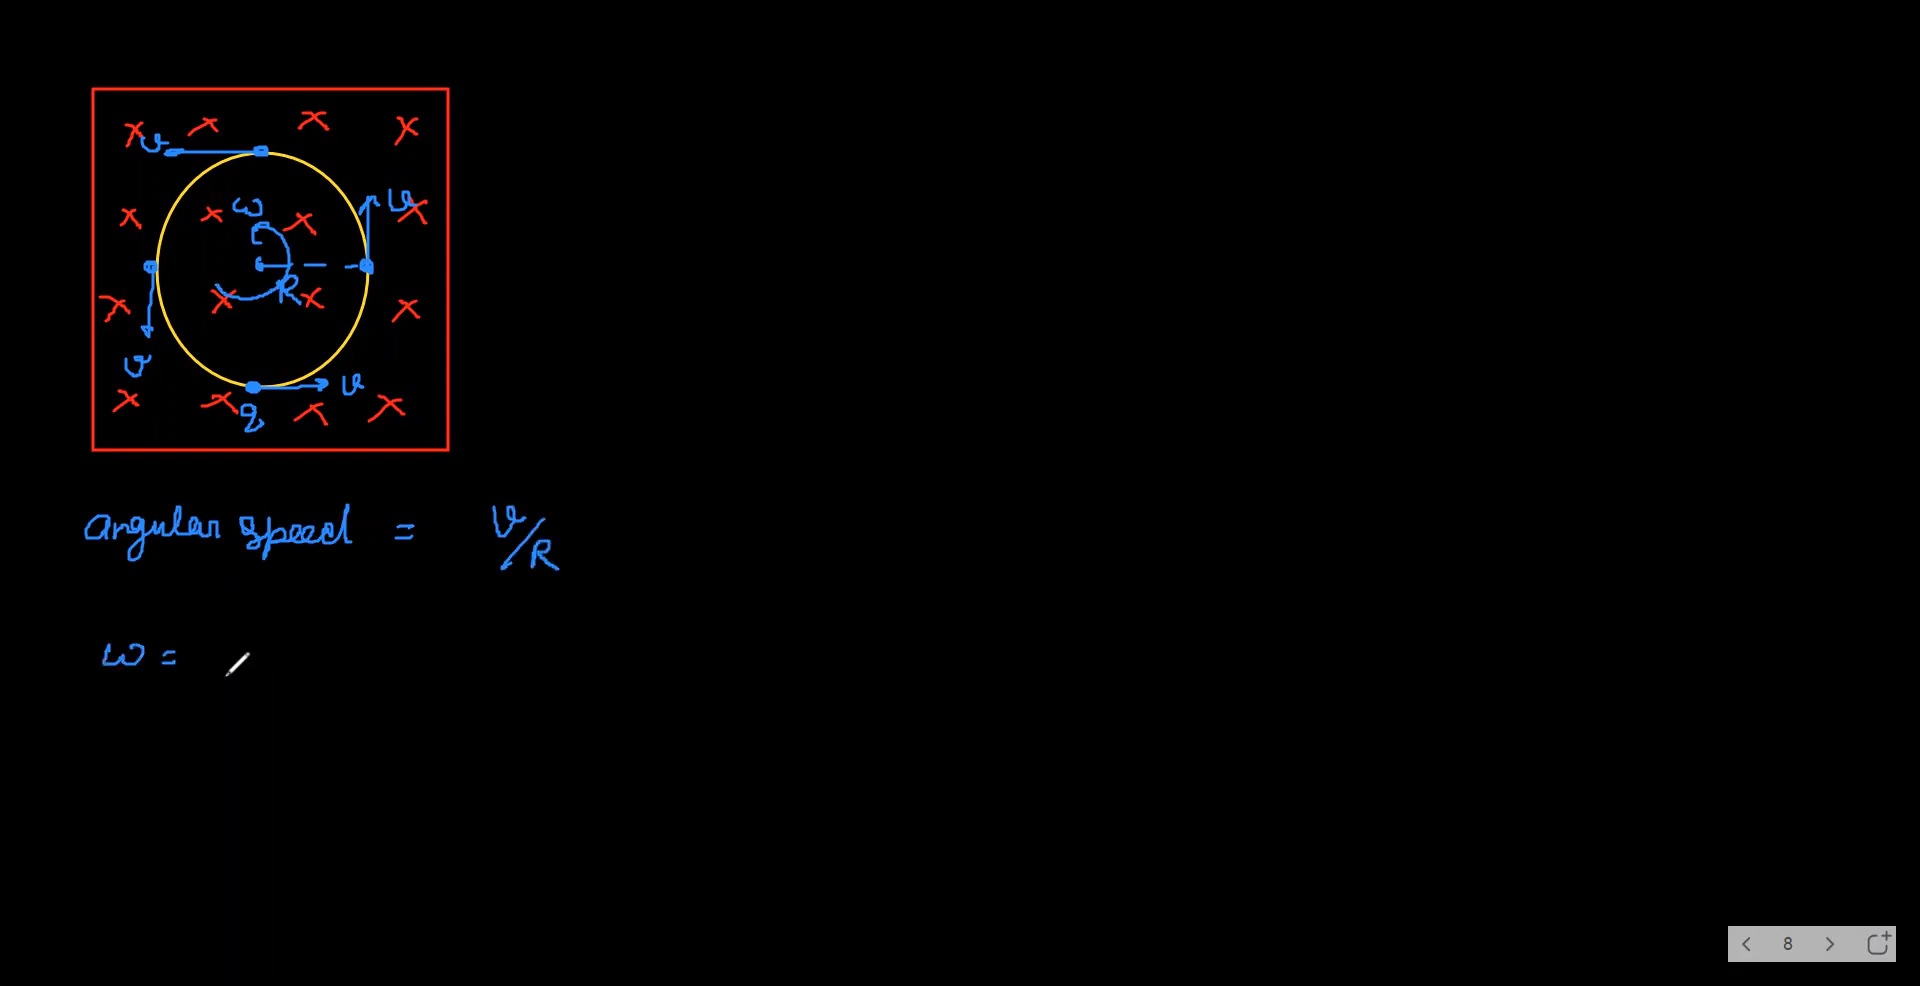 v
v
ω
R
v
v
q
angular speed = v/R
ω =
8